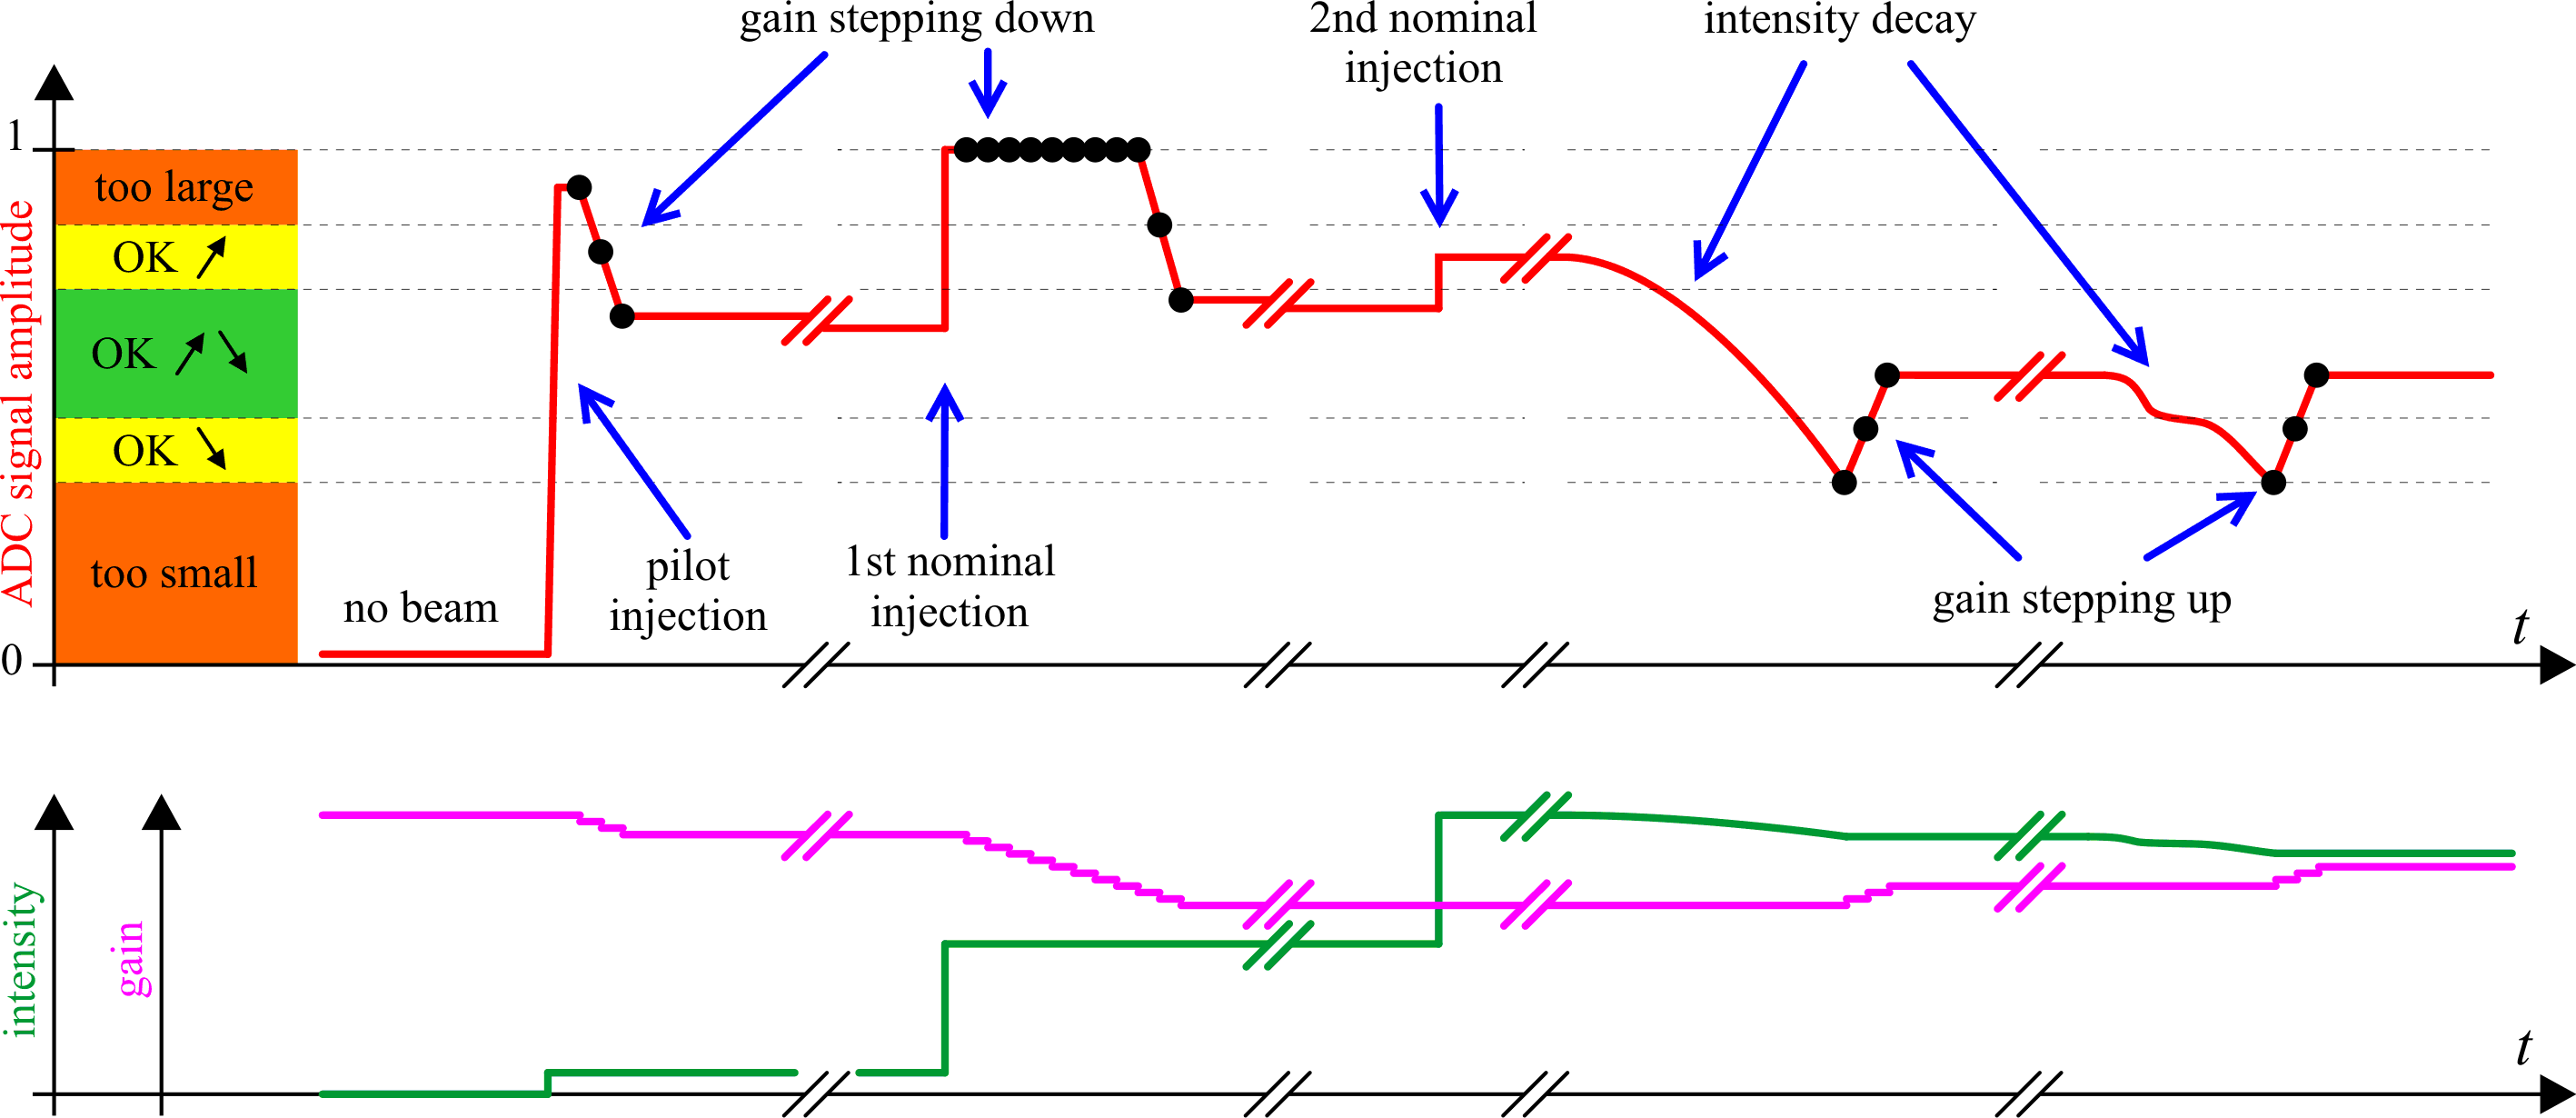 gain stepping down
2nd nominal
injection
intensity decay
1
ADC signal amplitude
too large
OK
OK
OK
too small
no beam
pilot
injection
1st nominal
injection
gain stepping up
t
0
intensity
gain
t